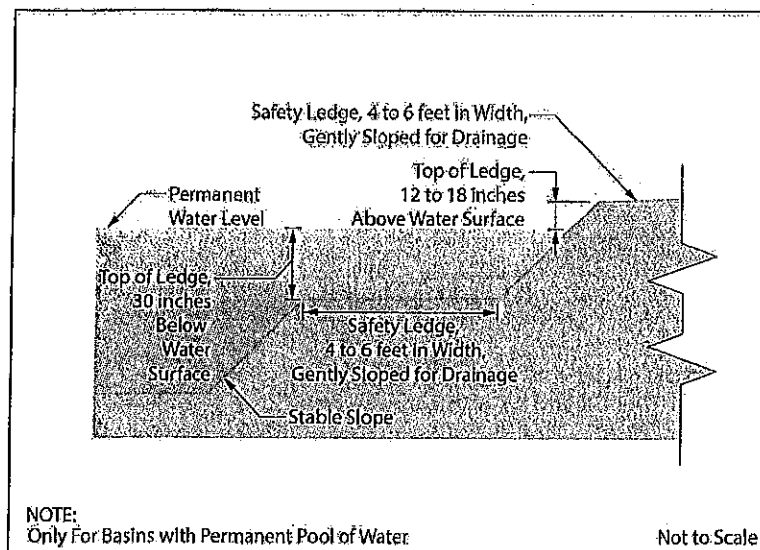 Safety Ledge, 4 to 6 feet in Width,
Gently Sloped for Drainage
Top of Ledge,
12 to 18 inches
Above Water Surface
Permanent
Water Level
Top of Ledge,
30 inches
Below
Water
Surface
Safety Ledge,
4 to 6 feet in Width,
Gently Sloped for Drainage
Stable Slope
NOTE:
Only For Basins with Permanent Pool of Water
Not to Scale